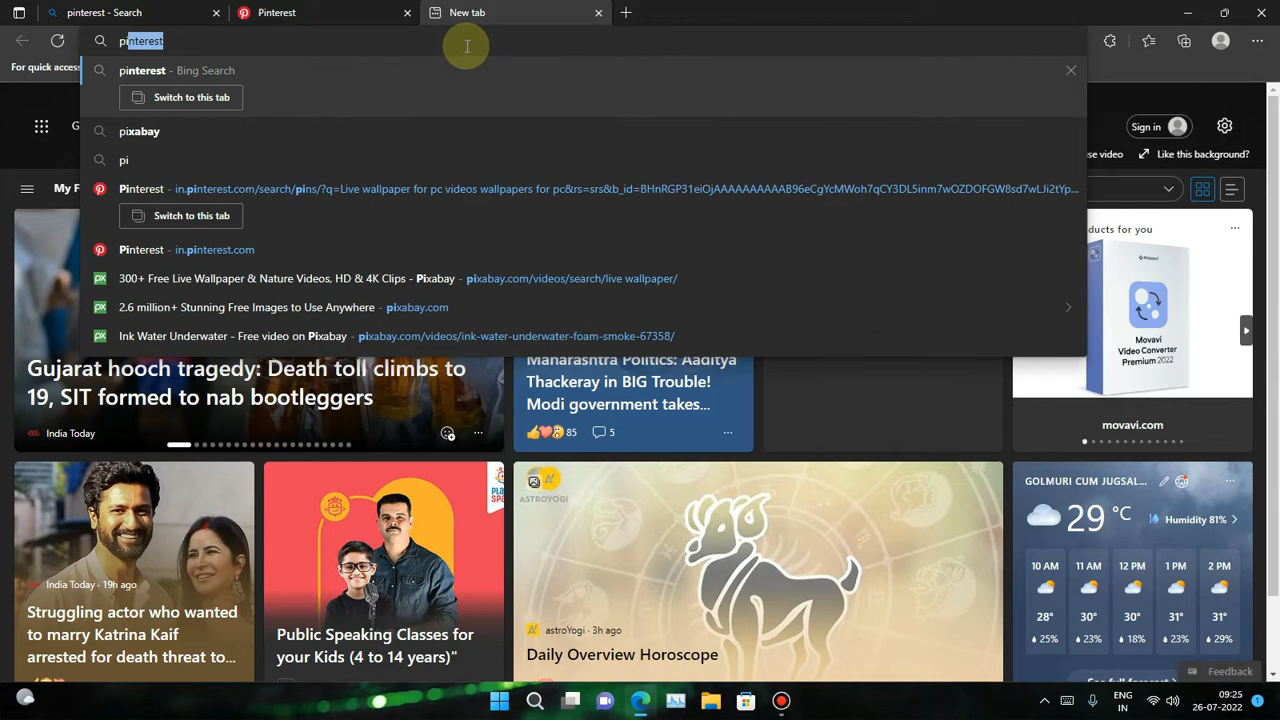 pinterest - Search
Pinterest
New tab
pinterest
For quick access
pinterest - Bing Search
Switch to this tab
pixabay
pi
Pinterest - in.pinterest.com/search/pins/?q=Live wallpaper for pc videos wallpapers for pc&rs=srs&b_id=BHnRGP31eiOjAAAAAAAAAAB96eCgYcMWoh7qCY3DL5inm7wOZDOFGW8sd7wLJi2tYp...
Switch to this tab
Pinterest - in.pinterest.com
300+ Free Live Wallpaper & Nature Videos, HD & 4K Clips - Pixabay - pixabay.com/videos/search/live wallpaper/
2.6 million+ Stunning Free Images to Use Anywhere - pixabay.com
Ink Water Underwater - Free video on Pixabay - pixabay.com/videos/ink-water-underwater-foam-smoke-67358/
G
Sign in
use video
Like this background?
My F
ducts for you
movavi
Movavi
Video Converter
Premium 2022
movavi.com
Gujarat hooch tragedy: Death toll climbs to
19, SIT formed to nab bootleggers
India Today
Maharashtra Politics: Aaditya
Thackeray in BIG Trouble!
Modi government takes...
85
5
India Today · 19h ago
Struggling actor who wanted
to marry Katrina Kaif
arrested for death threat to...
Public Speaking Classes for
your Kids (4 to 14 years)"
ASTROYOGI
astroYogi · 3h ago
Daily Overview Horoscope
GOLMURI CUM JUGSAL...
29 °C
Humidity 81%
10 AM 11 AM 12 PM 1 PM 2 PM
28° 30° 30° 31° 31°
25% 23% 18% 23% 29%
Feedback
ENG
IN
09:25
26-07-2022
1